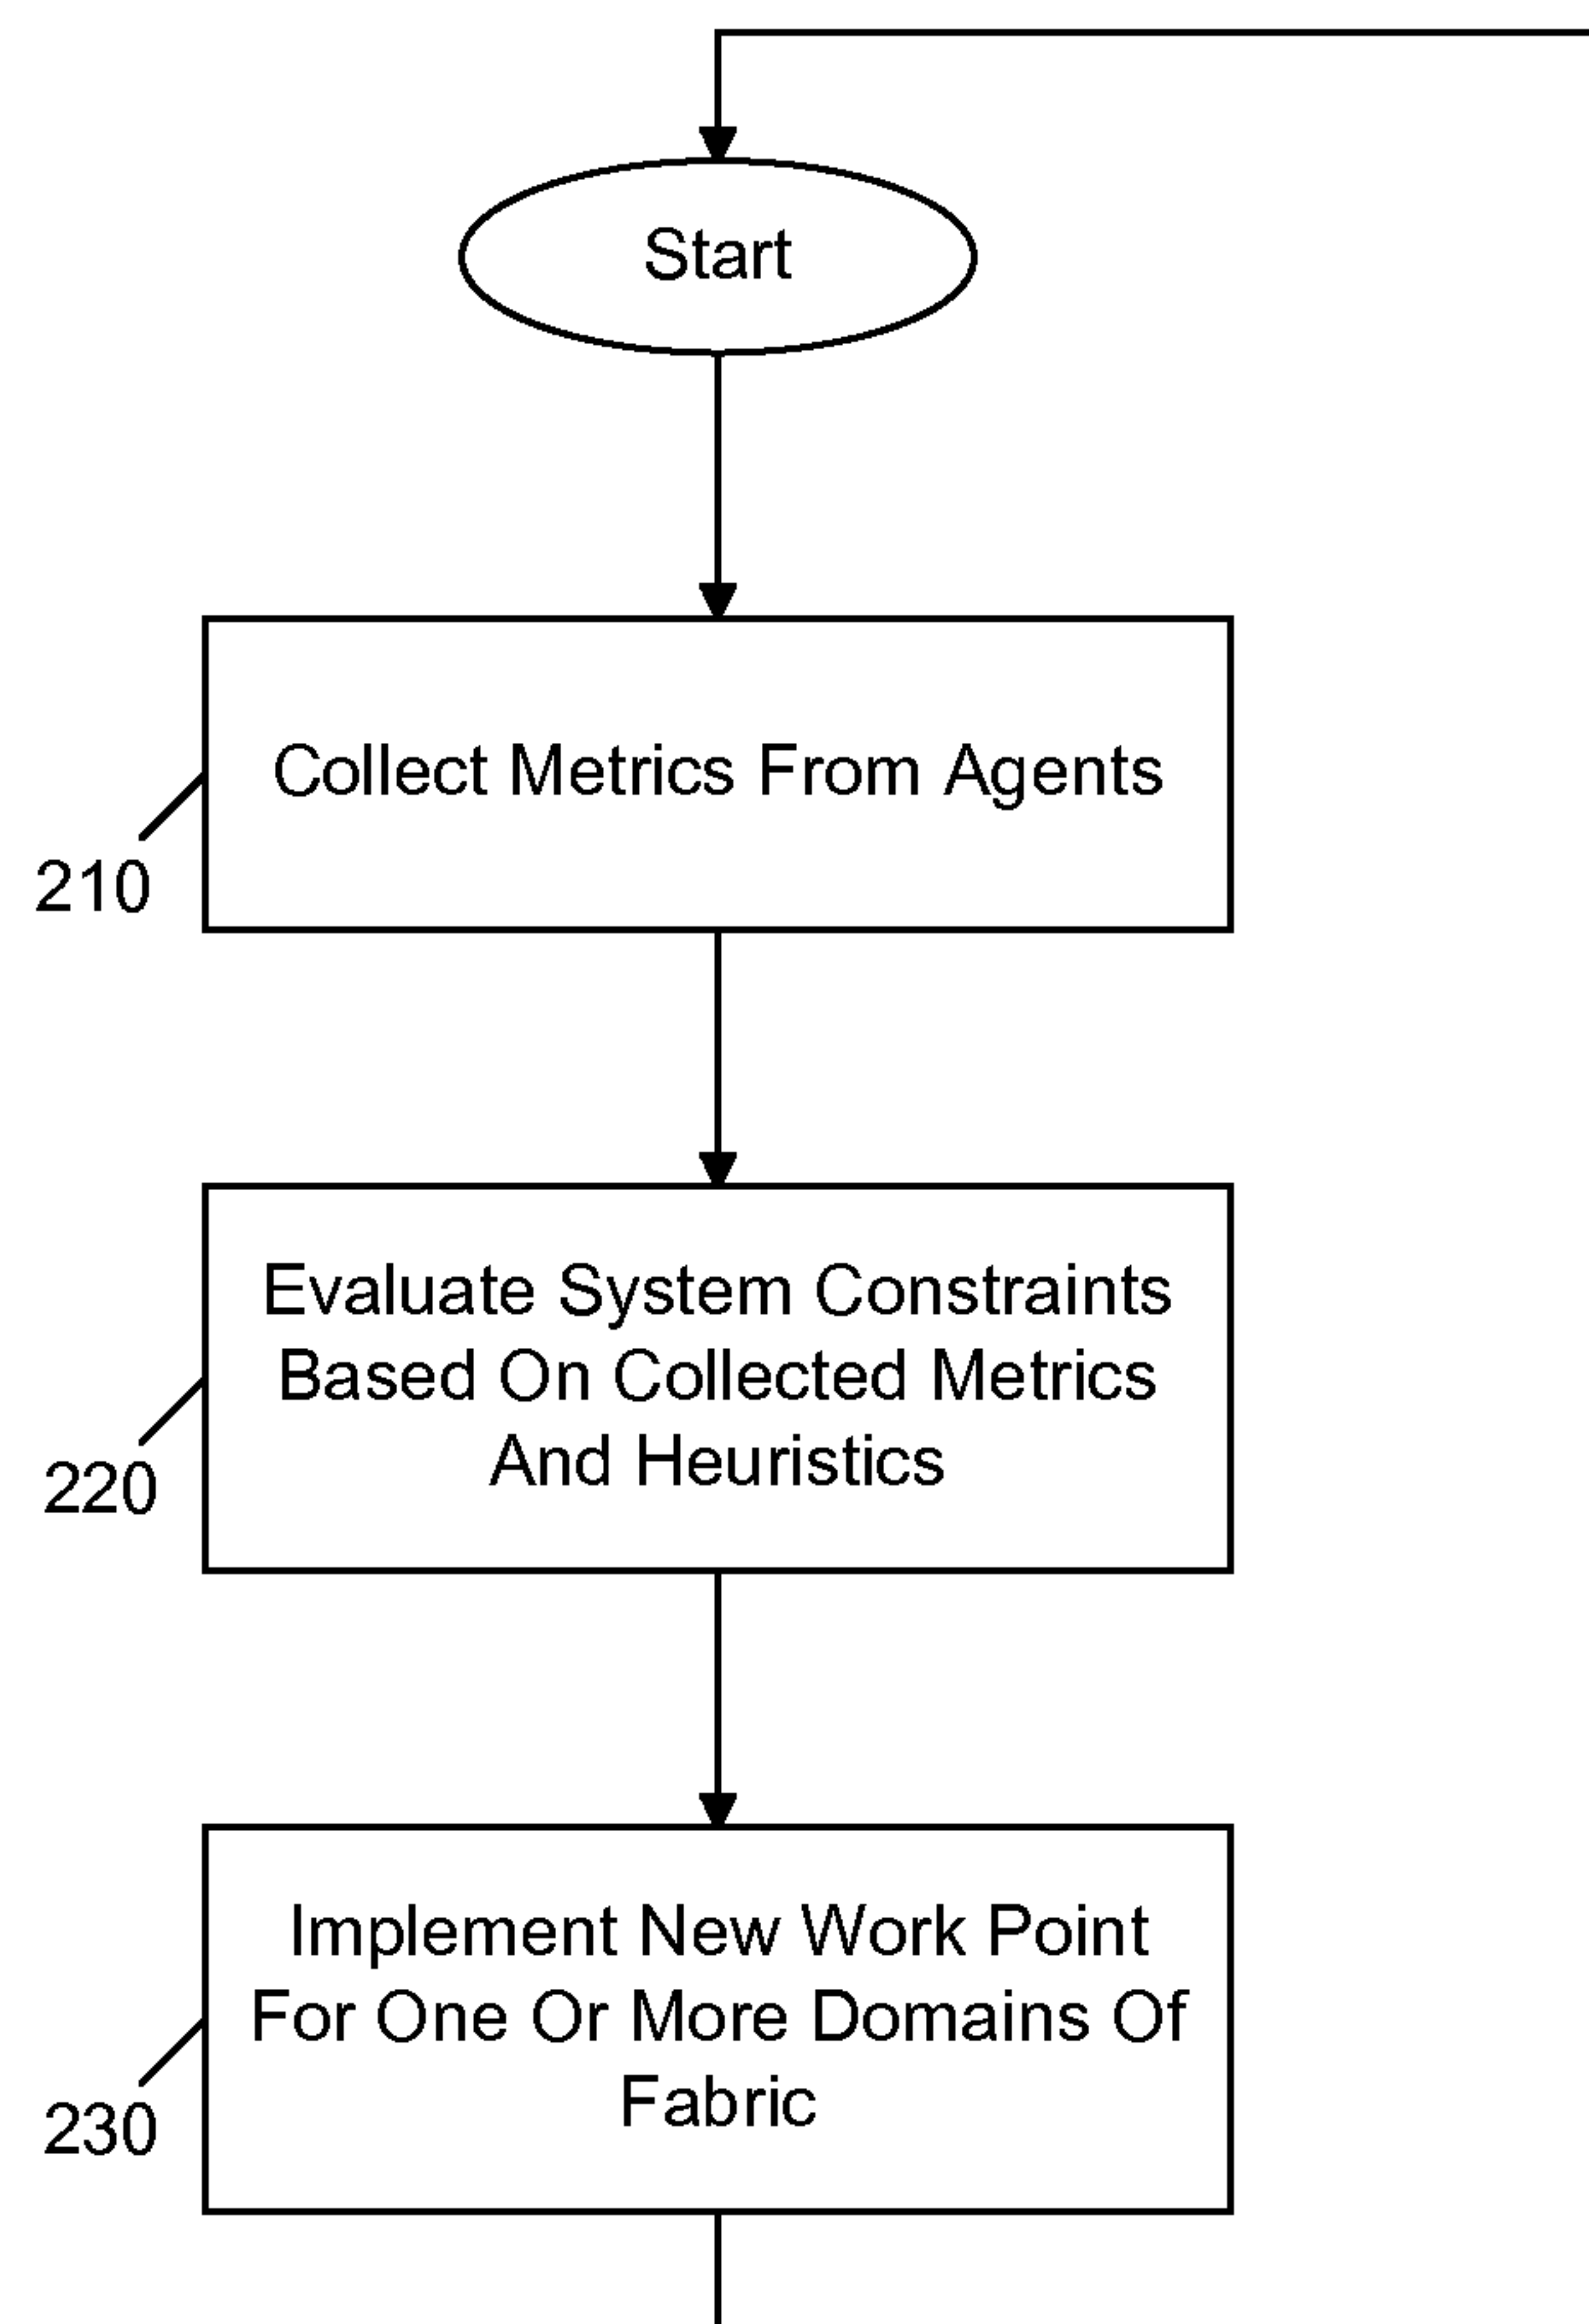 Start
Collect Metrics From Agents
210
Evaluate System Constraints
Based On Collected Metrics
And Heuristics
220
Implement New Work Point
For One Or More Domains Of
Fabric
230